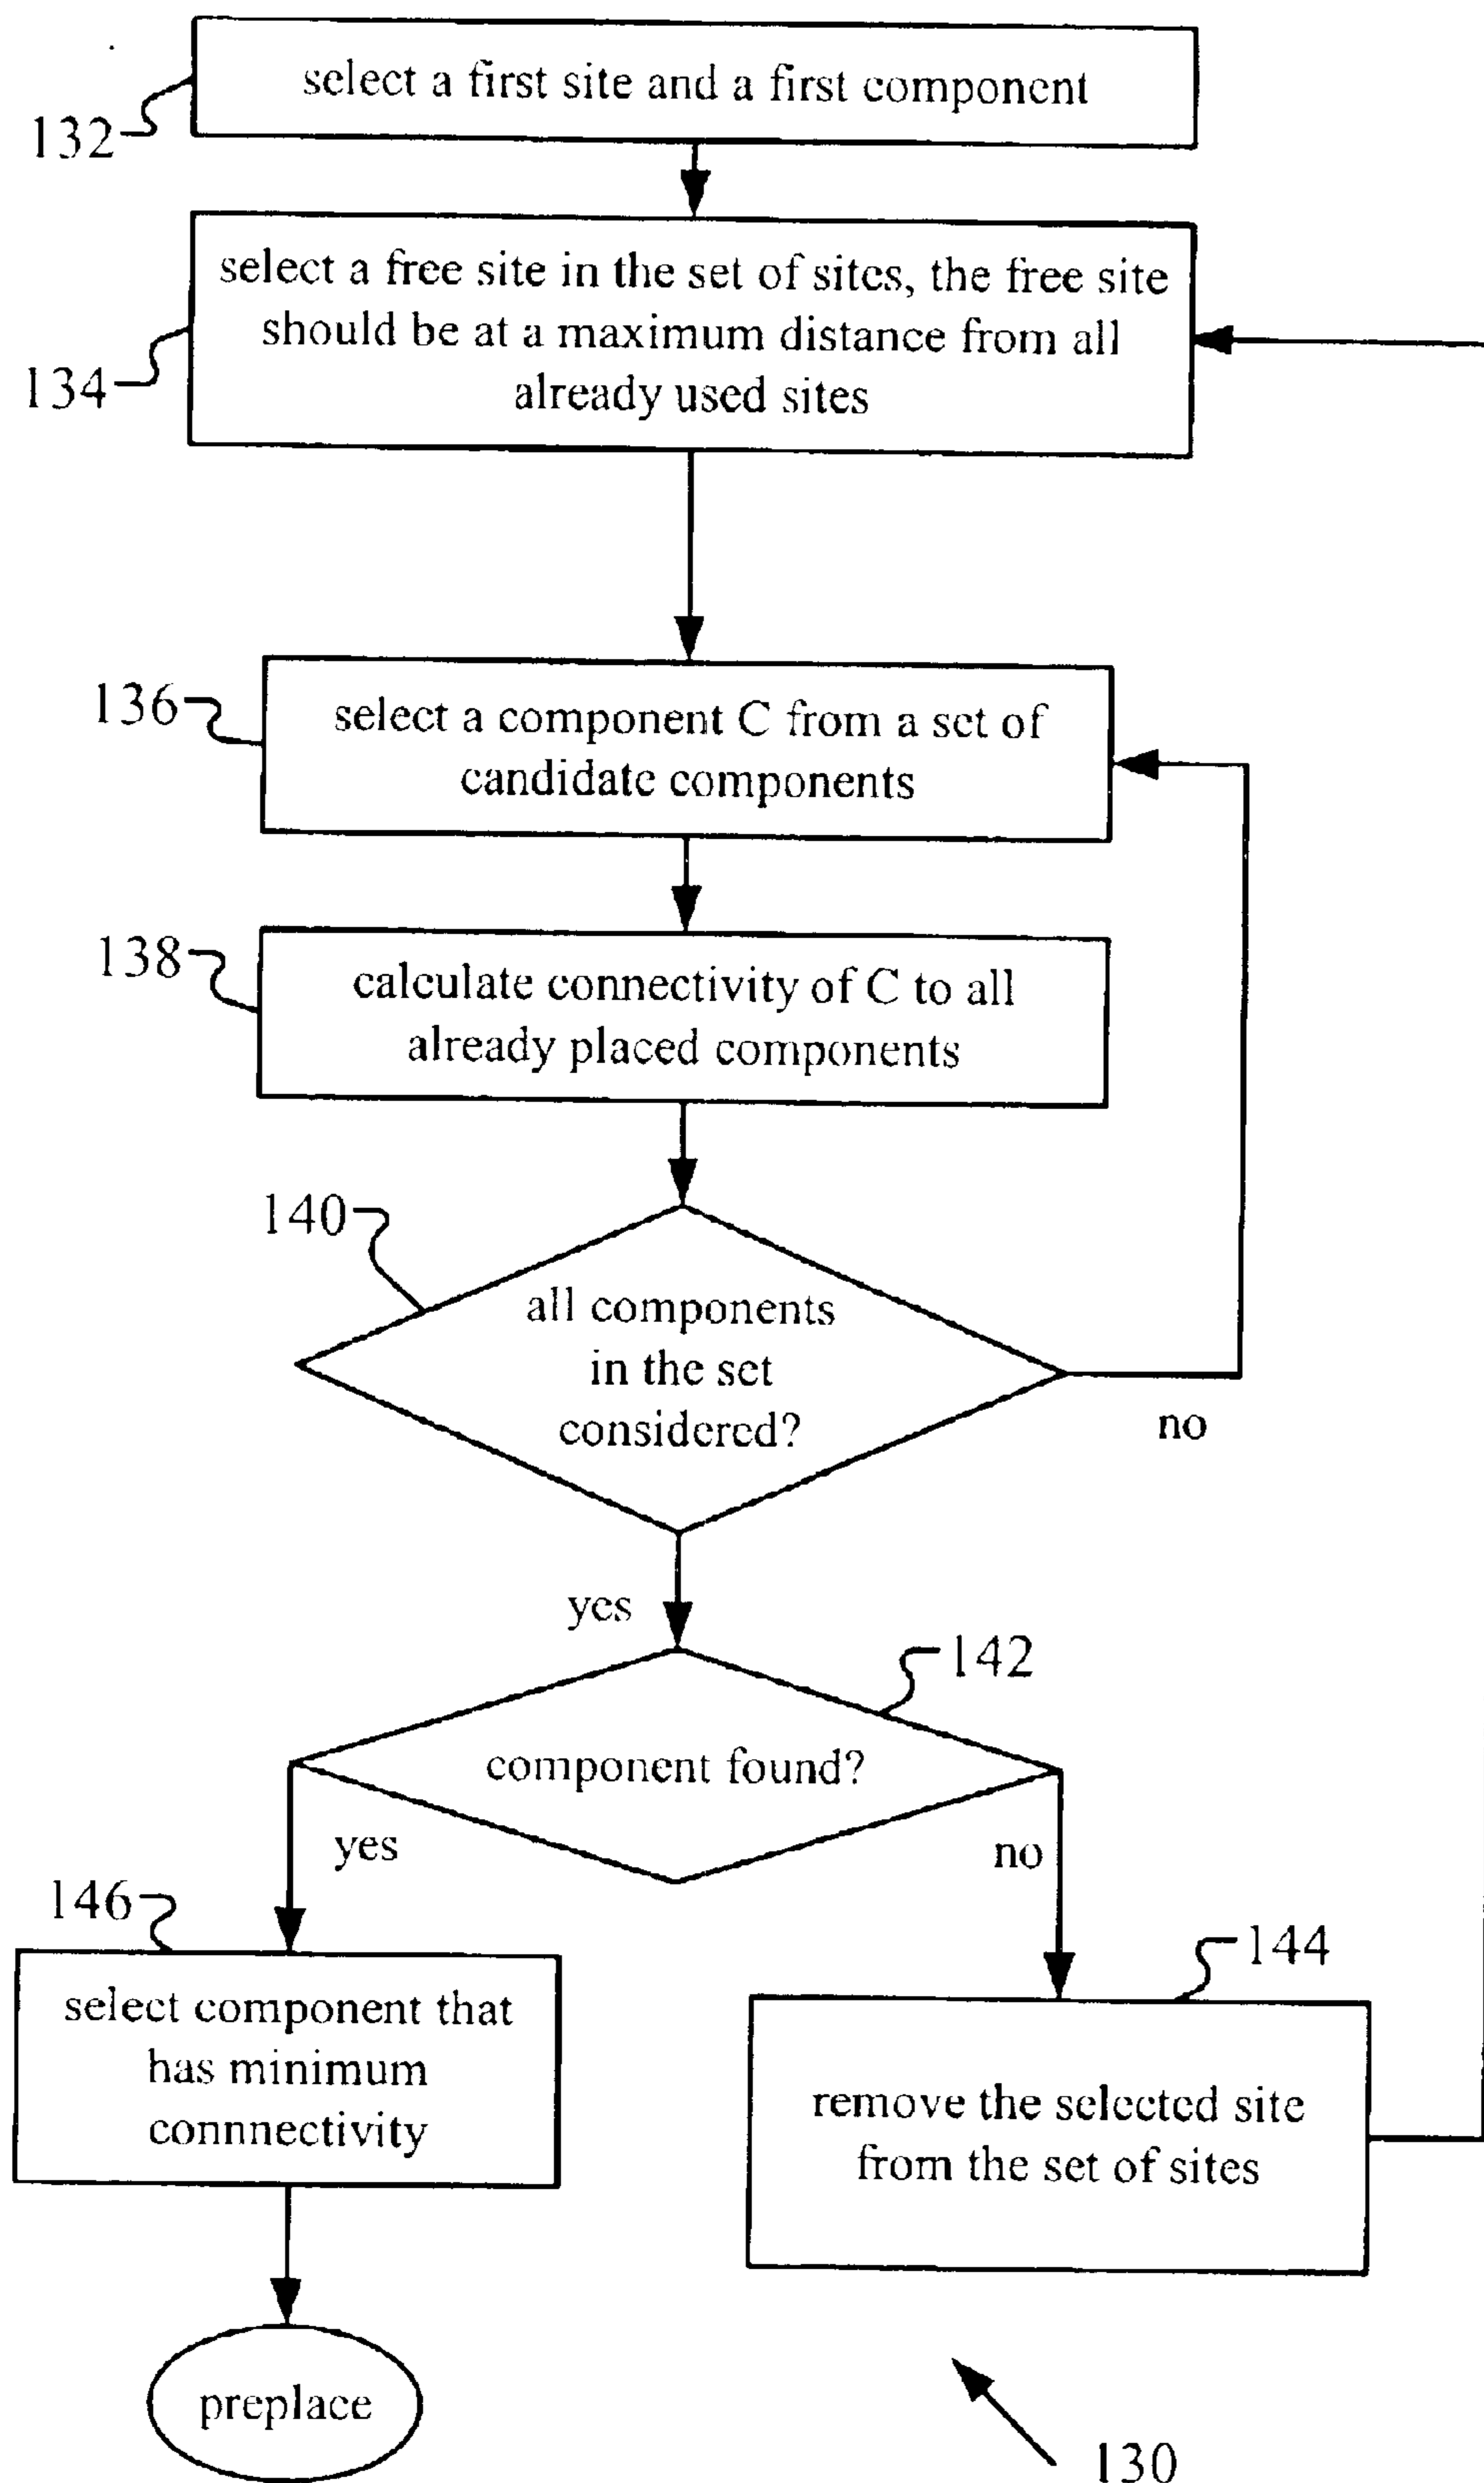 select a first site and a first component
132
select a free site in the set of sites, the free site
should be at a maximum distance from all
already used sites
134
136
select a component C from a set of
candidate components
138
calculate connectivity of C to all
already placed components
140
all components
in the set
considered?
no
yes
142
component found?
yes
no
146
144
select component that
has minimum
connnectivity
remove the selected site
from the set of sites
preplace
130